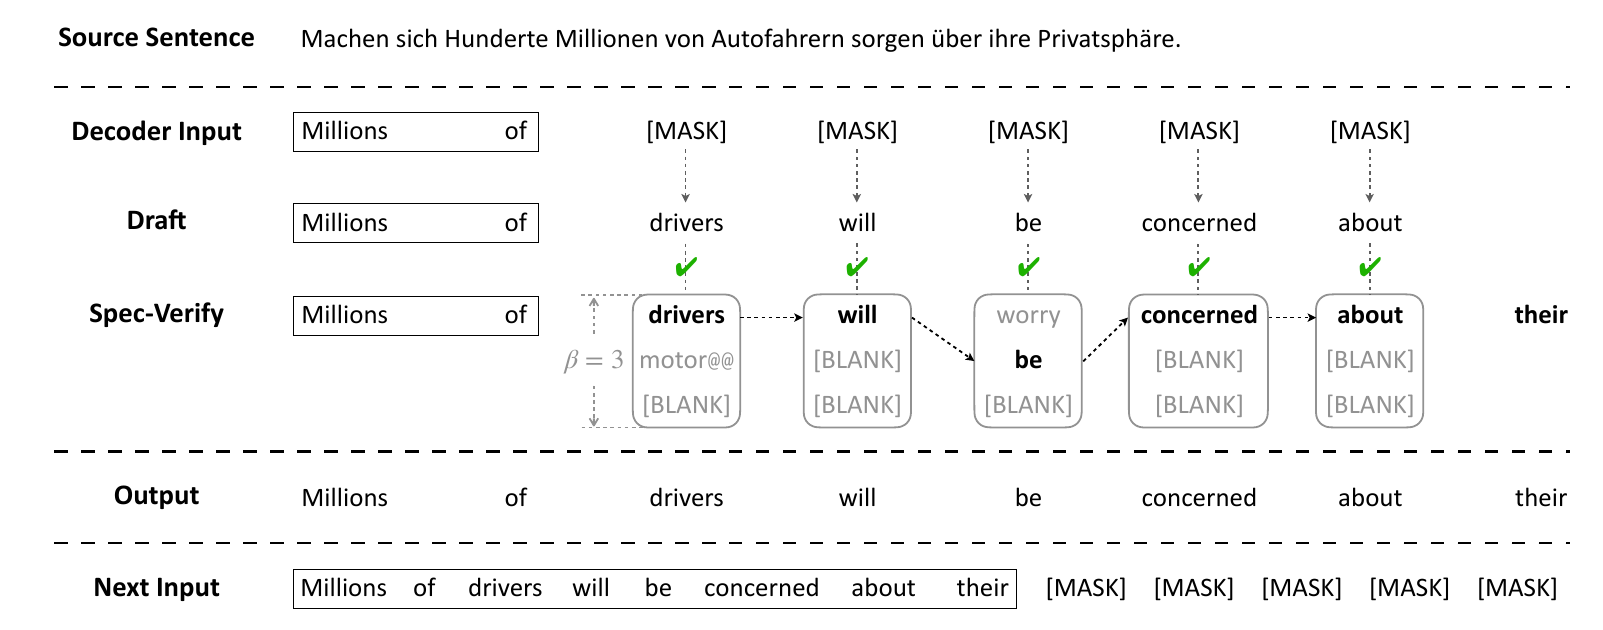 Source Sentence Machen sich Hunderte Millionen von Autofahrern sorgen über ihre Privatsphäre.
Decoder Input Millions of [MASK] [MASK] [MASK] [MASK] [MASK]
Draft Millions of drivers will be concerned about
✔ ✔ ✔ ✔ ✔
Spec-Verify Millions of drivers will worry concerned about their
β = 3 motor@@ [BLANK] be [BLANK] [BLANK]
[BLANK] [BLANK] [BLANK] [BLANK] [BLANK]
Output Millions of drivers will be concerned about their
Next Input Millions of drivers will be concerned about their [MASK] [MASK] [MASK] [MASK] [MASK]